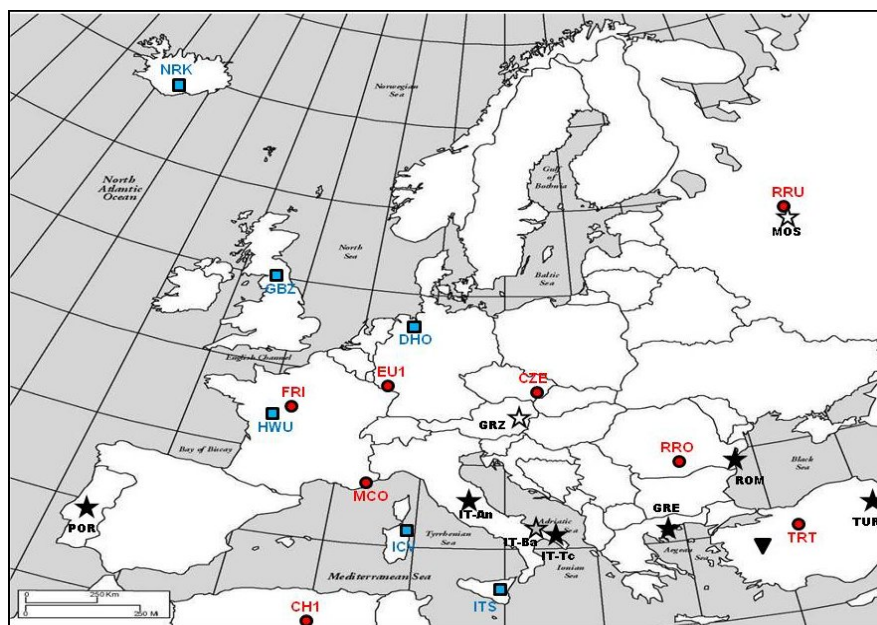 NRK
Norwegian
Sea
North
Atlantic
Ocean
Gulf
of
Bothnia
RRU
MOS
North
Sea
Baltic
Sea
GBZ
DHO
English Channel
EU1
CZE
FRI
HWU
GRZ
Bay of Biscay
RRO
Black
Sea
ROM
MCO
POR
IT-An
GRE
TUR
ICV
Tyrrhenian
Sea
IT-Ba
Adriatic
Sea
IT-Tc
Ionian
Sea
Aegean
Sea
TRT
Mediterranean Sea
ITS
CH1
0 250 Km
0 250 Mi